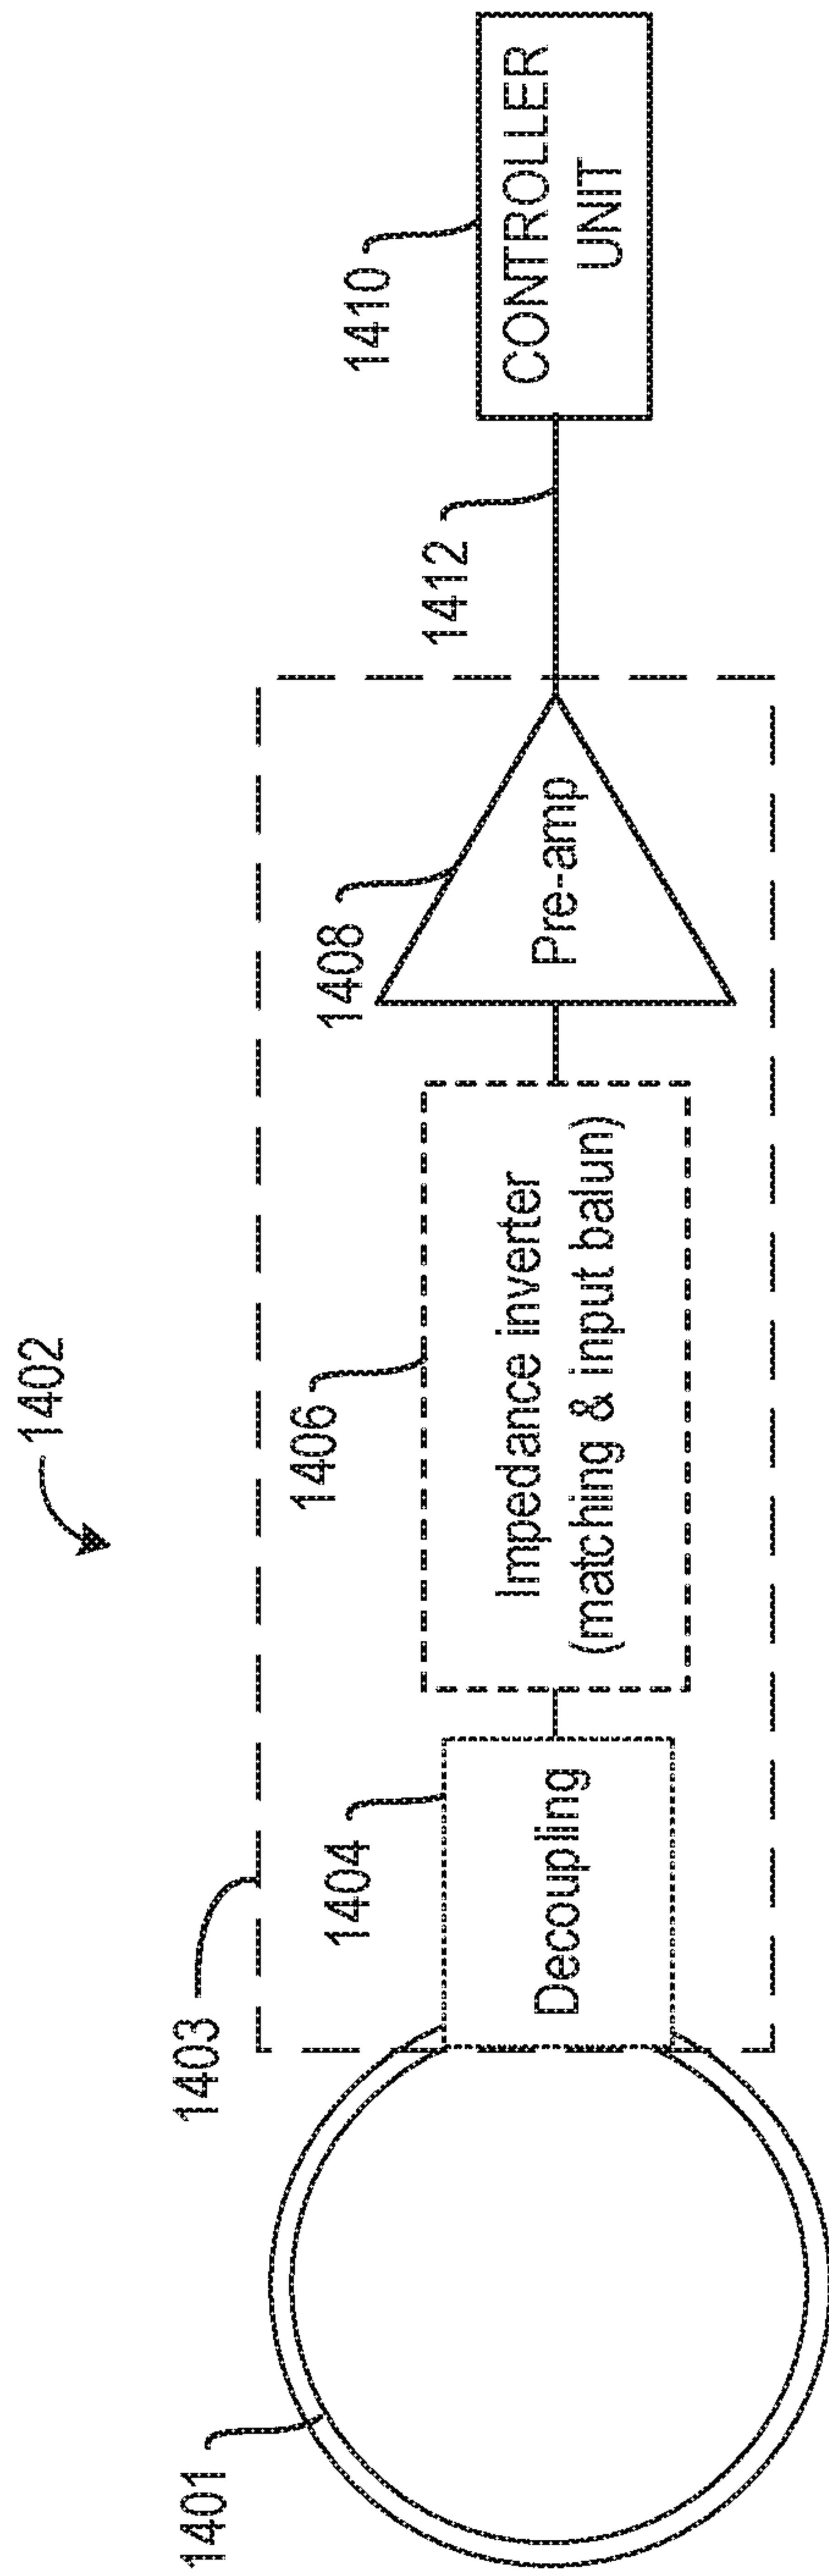 1402
1403
1401
1404
Decoupling
1406
Impedance inverter
(matching & input balun)
1408
Pre-amp
1412
1410
CONTROLLER
UNIT